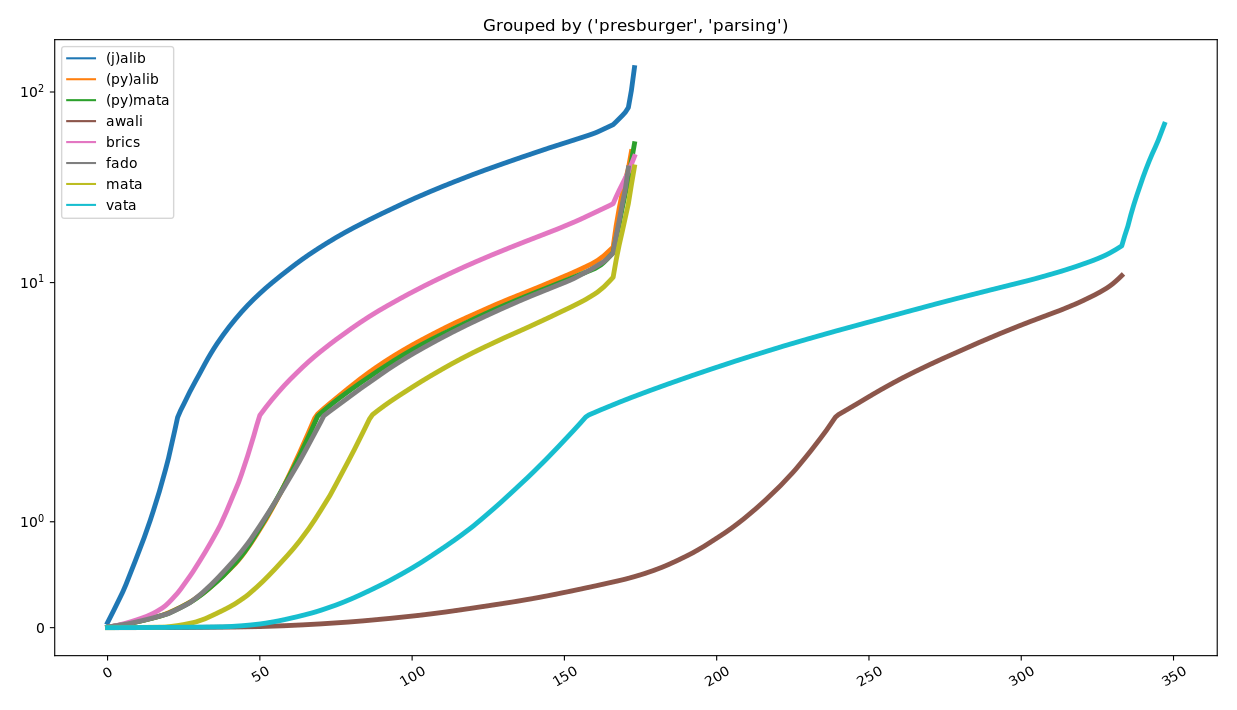 Grouped by ('presburger', 'parsing')
(j)alib
(py)alib
(py)mata
awali
brics
fado
mata
vata
10²
10¹
10⁰
0
0 50 100 150 200 250 300 350